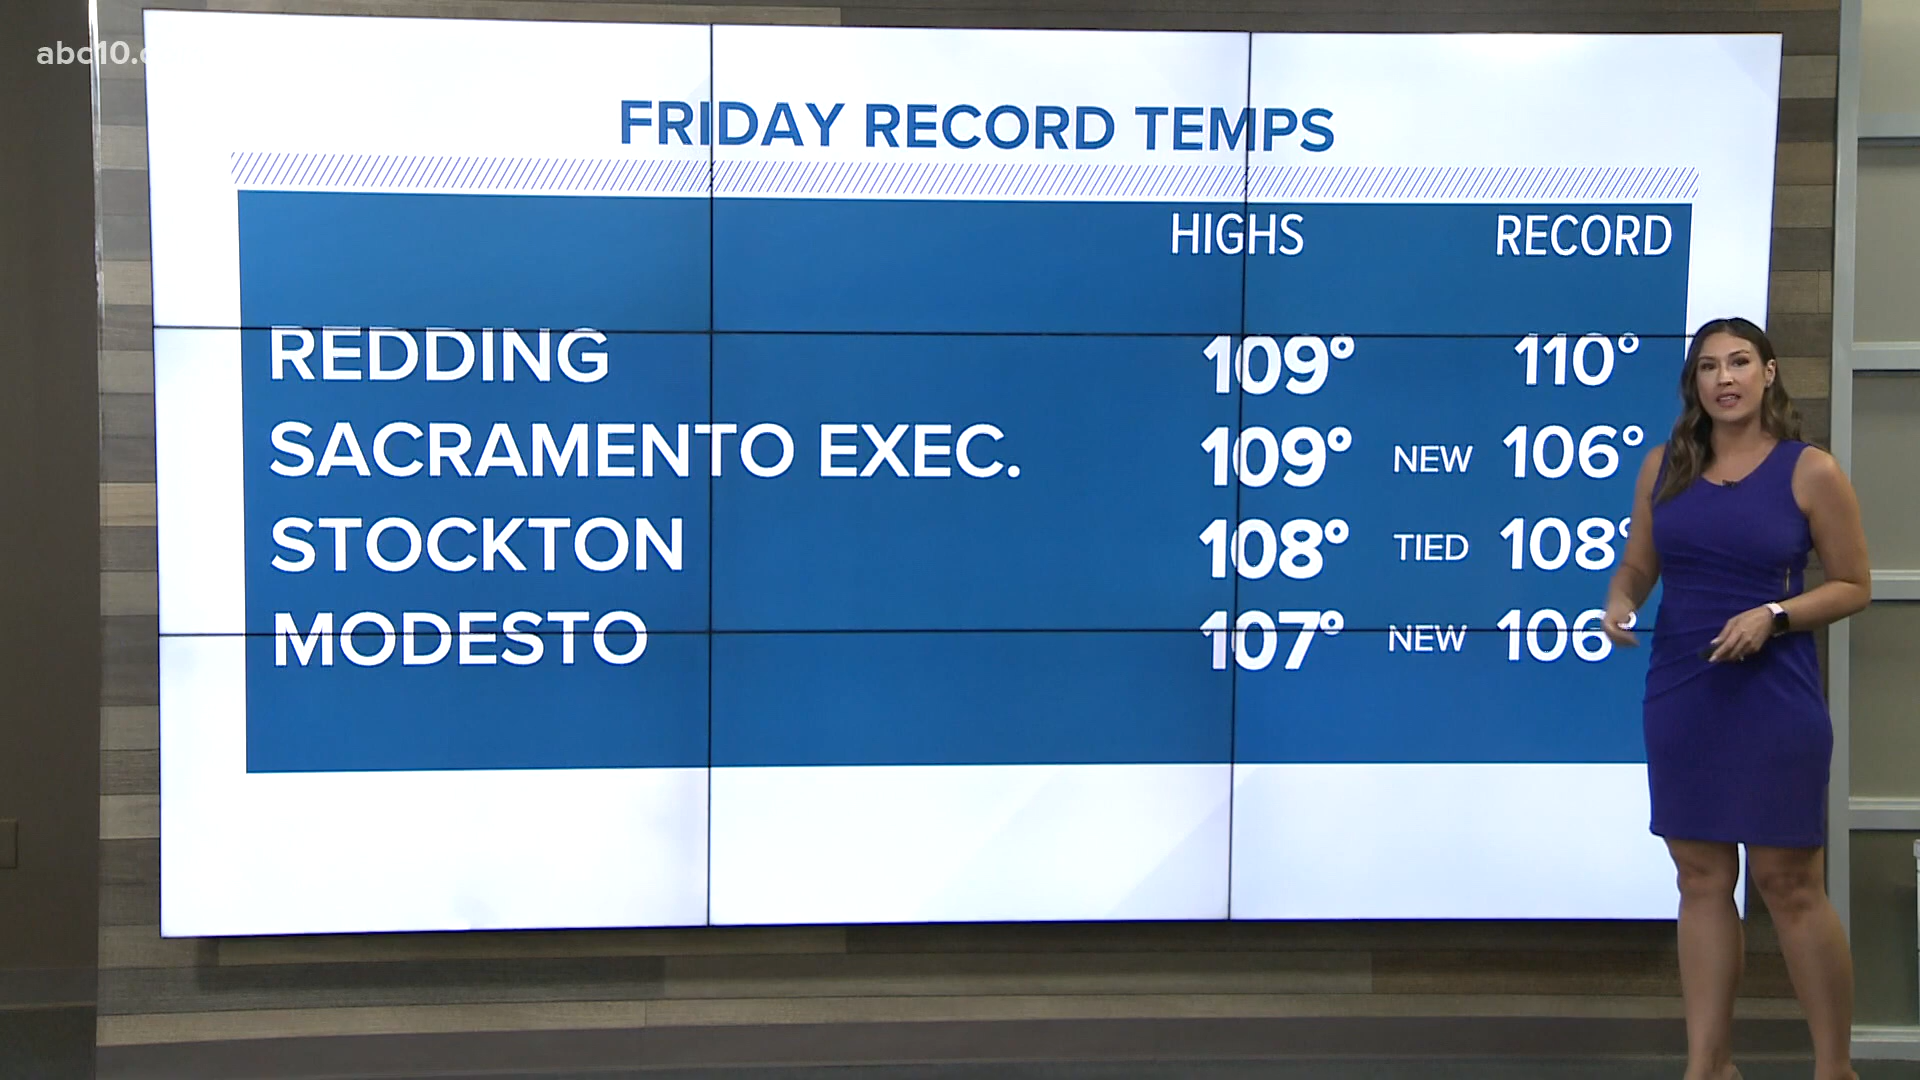 abc10.c
FRIDAY RECORD TEMPS
HIGHS RECORD
REDDING 109° 110°
SACRAMENTO EXEC. 109° NEW 106°
STOCKTON 108° TIED 108°
MODESTO 107° NEW 106°